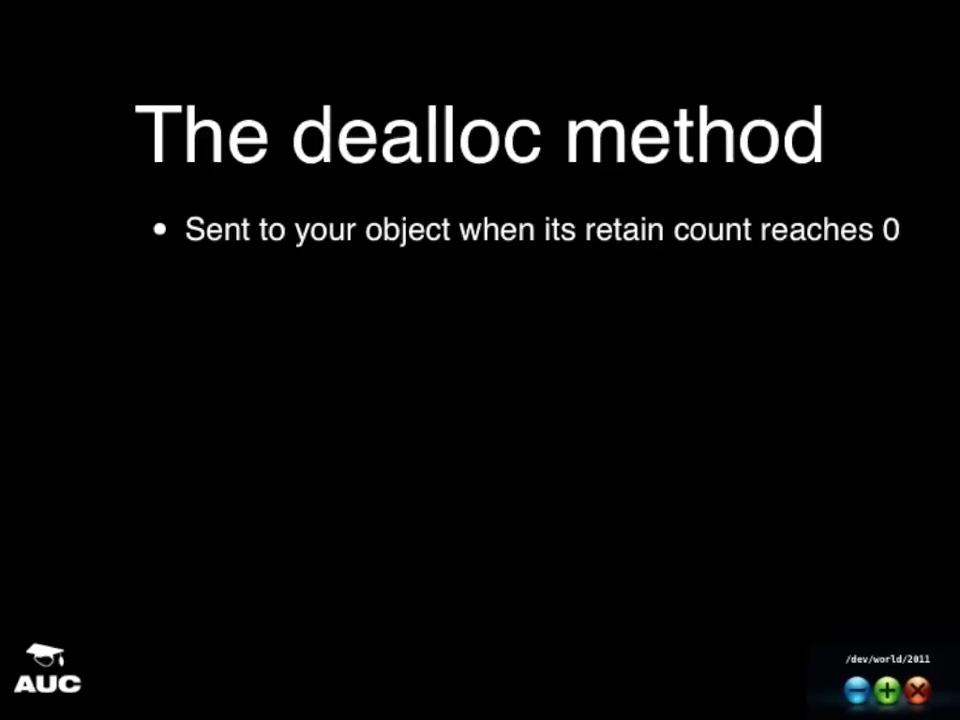 The dealloc method
• Sent to your object when its retain count reaches 0
AUC
/dev/world/2011